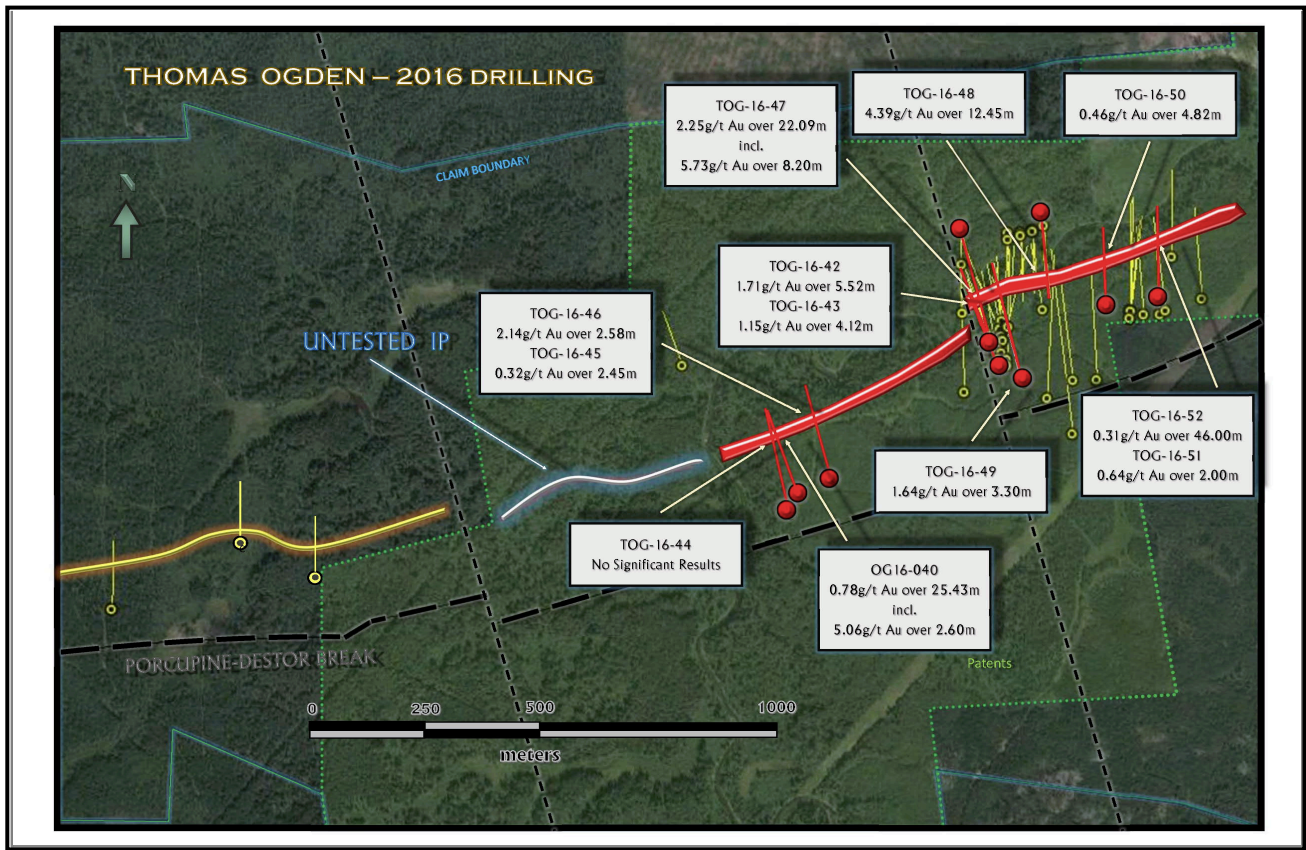 THOMAS OGDEN – 2016 DRILLING
TOG-16-47
2.25g/t Au over 22.09m
incl.
5.73g/t Au over 8.20m
TOG-16-48
4.39g/t Au over 12.45m
TOG-16-50
0.46g/t Au over 4.82m
CLAIM BOUNDARY
N
TOG-16-42
1.71g/t Au over 5.52m
TOG-16-43
1.15g/t Au over 4.12m
TOG-16-46
2.14g/t Au over 2.58m
TOG-16-45
0.32g/t Au over 2.45m
UNTESTED IP
TOG-16-52
0.31g/t Au over 46.00m
TOG-16-51
0.64g/t Au over 2.00m
TOG-16-49
1.64g/t Au over 3.30m
TOG-16-44
No Significant Results
OG16-040
0.78g/t Au over 25.43m
incl.
5.06g/t Au over 2.60m
PORCUPINE-DESTOR BREAK
Patents
0 250 500 1000
meters